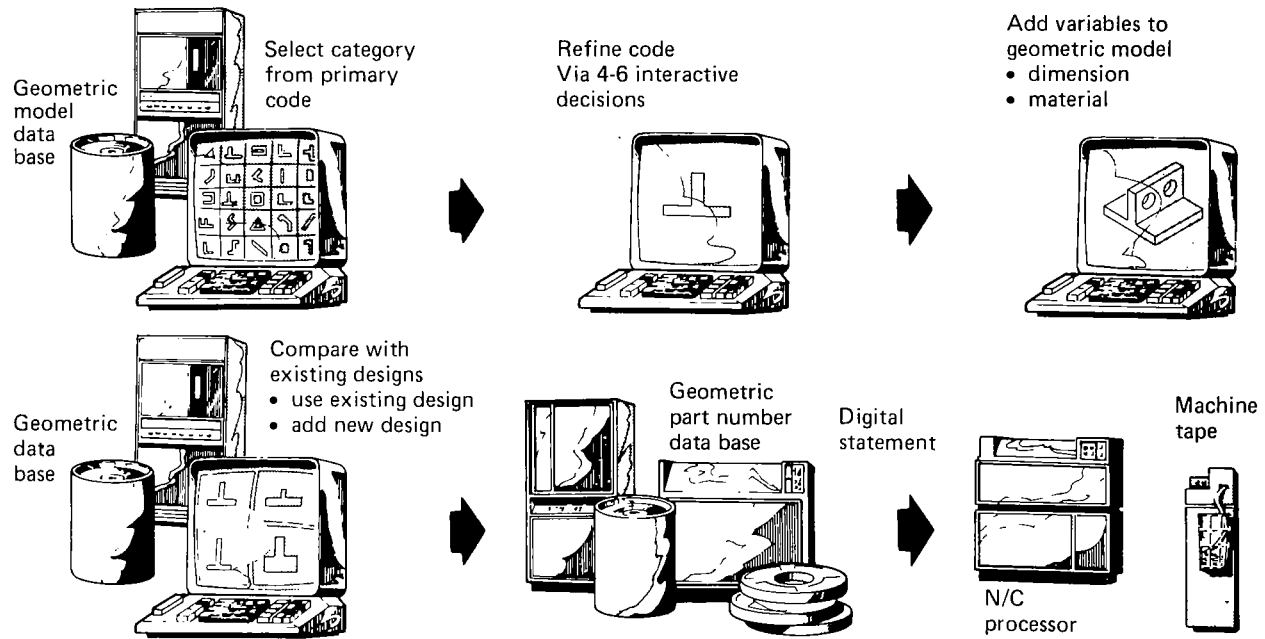 Geometric
model
data
base
Select category
from primary
code
Refine code
Via 4-6 interactive
decisions
Add variables to
geometric model
• dimension
• material
Geometric
data
base
Compare with
existing designs
• use existing design
• add new design
Geometric
part number
data base
Digital
statement
N/C
processor
Machine
tape